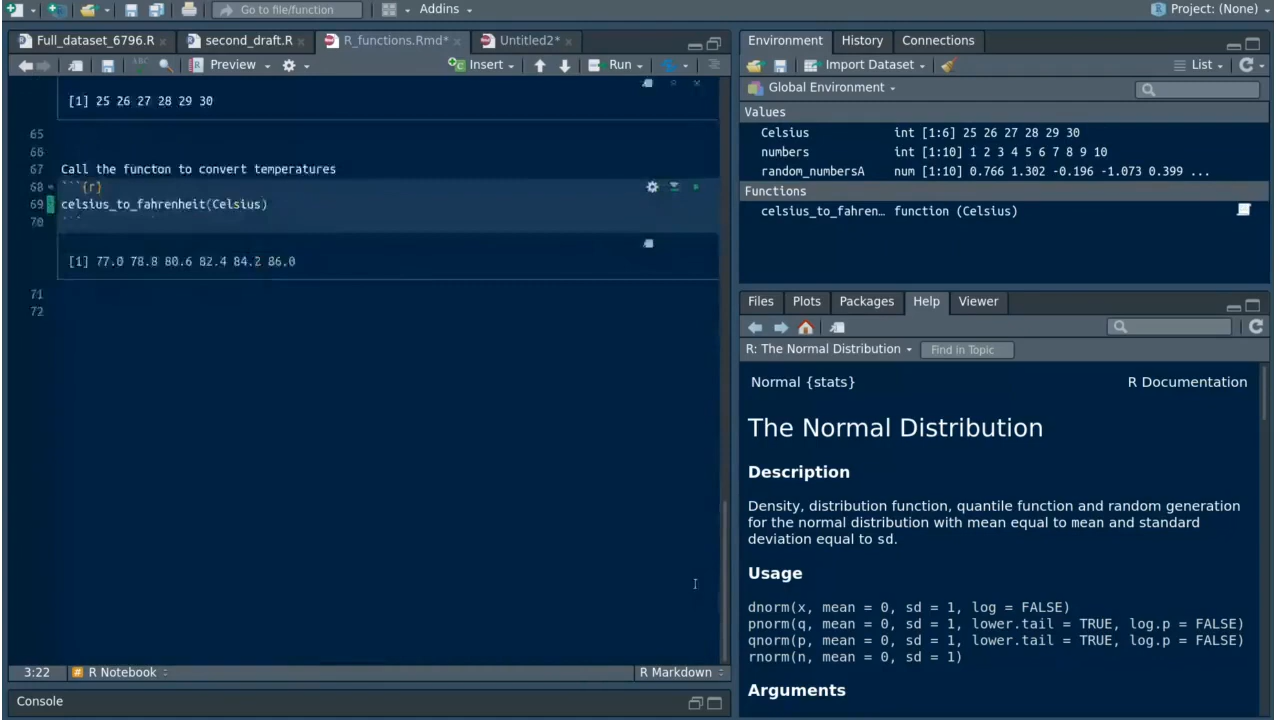 Go to file/function
Addins
Project: (None)
Full_dataset_6796.R
second_draft.R
R_functions.Rmd*
Untitled2*
ABC
Preview
Insert
Run
[1] 25 26 27 28 29 30
65
66
67 Call the functon to convert temperatures
68 ```{r}
69 celsius_to_fahrenheit(Celsius)
70 ```
[1] 77.0 78.8 80.6 82.4 84.2 86.0
71
72
3:22
R Notebook
R Markdown
Console
Environment
History
Connections
Import Dataset
List
Global Environment
Values
Celsius int [1:6] 25 26 27 28 29 30
numbers int [1:10] 1 2 3 4 5 6 7 8 9 10
random_numbersA num [1:10] 0.766 1.302 -0.196 -1.073 0.399 ...
Functions
celsius_to_fahren… function (Celsius)
Files
Plots
Packages
Help
Viewer
R: The Normal Distribution
Find in Topic
Normal {stats}
R Documentation
The Normal Distribution
Description
Density, distribution function, quantile function and random generation
for the normal distribution with mean equal to mean and standard
deviation equal to sd.
Usage
dnorm(x, mean = 0, sd = 1, log = FALSE)
pnorm(q, mean = 0, sd = 1, lower.tail = TRUE, log.p = FALSE)
qnorm(p, mean = 0, sd = 1, lower.tail = TRUE, log.p = FALSE)
rnorm(n, mean = 0, sd = 1)
Arguments